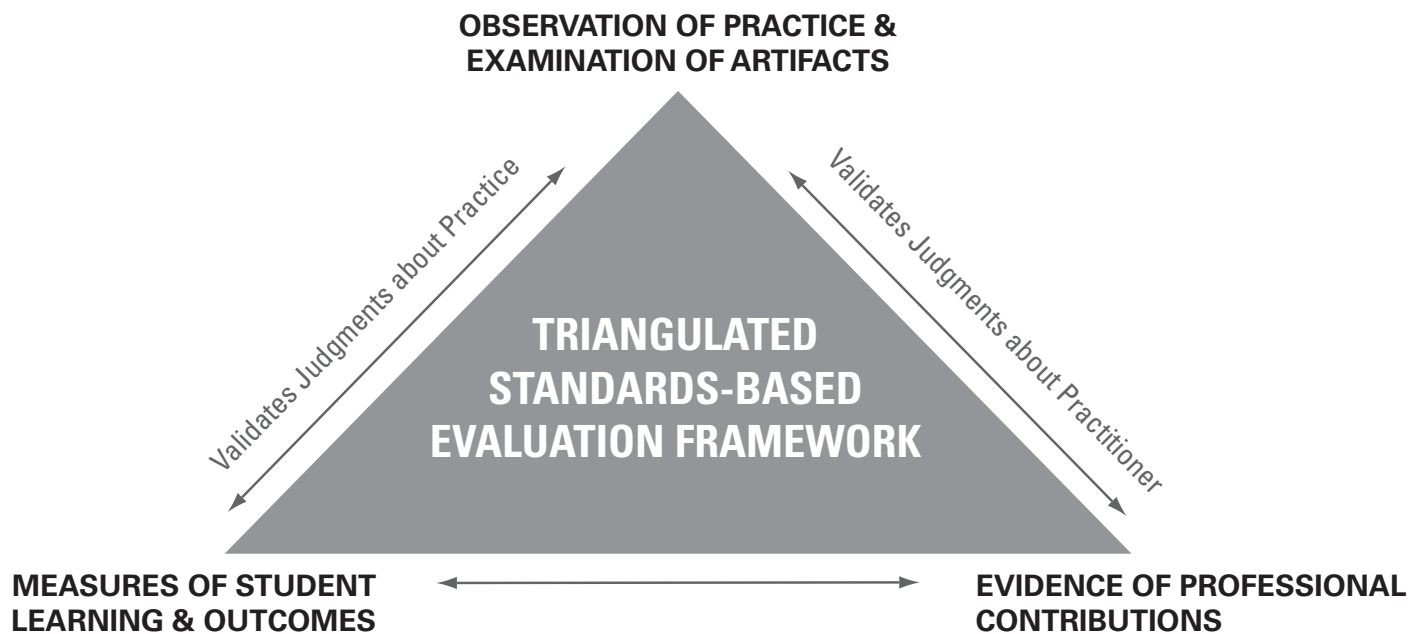 OBSERVATION OF PRACTICE &
EXAMINATION OF ARTIFACTS
Validates Judgments about Practice
Validates Judgments about Practitioner
TRIANGULATED
STANDARDS-BASED
EVALUATION FRAMEWORK
MEASURES OF STUDENT
LEARNING & OUTCOMES
EVIDENCE OF PROFESSIONAL
CONTRIBUTIONS